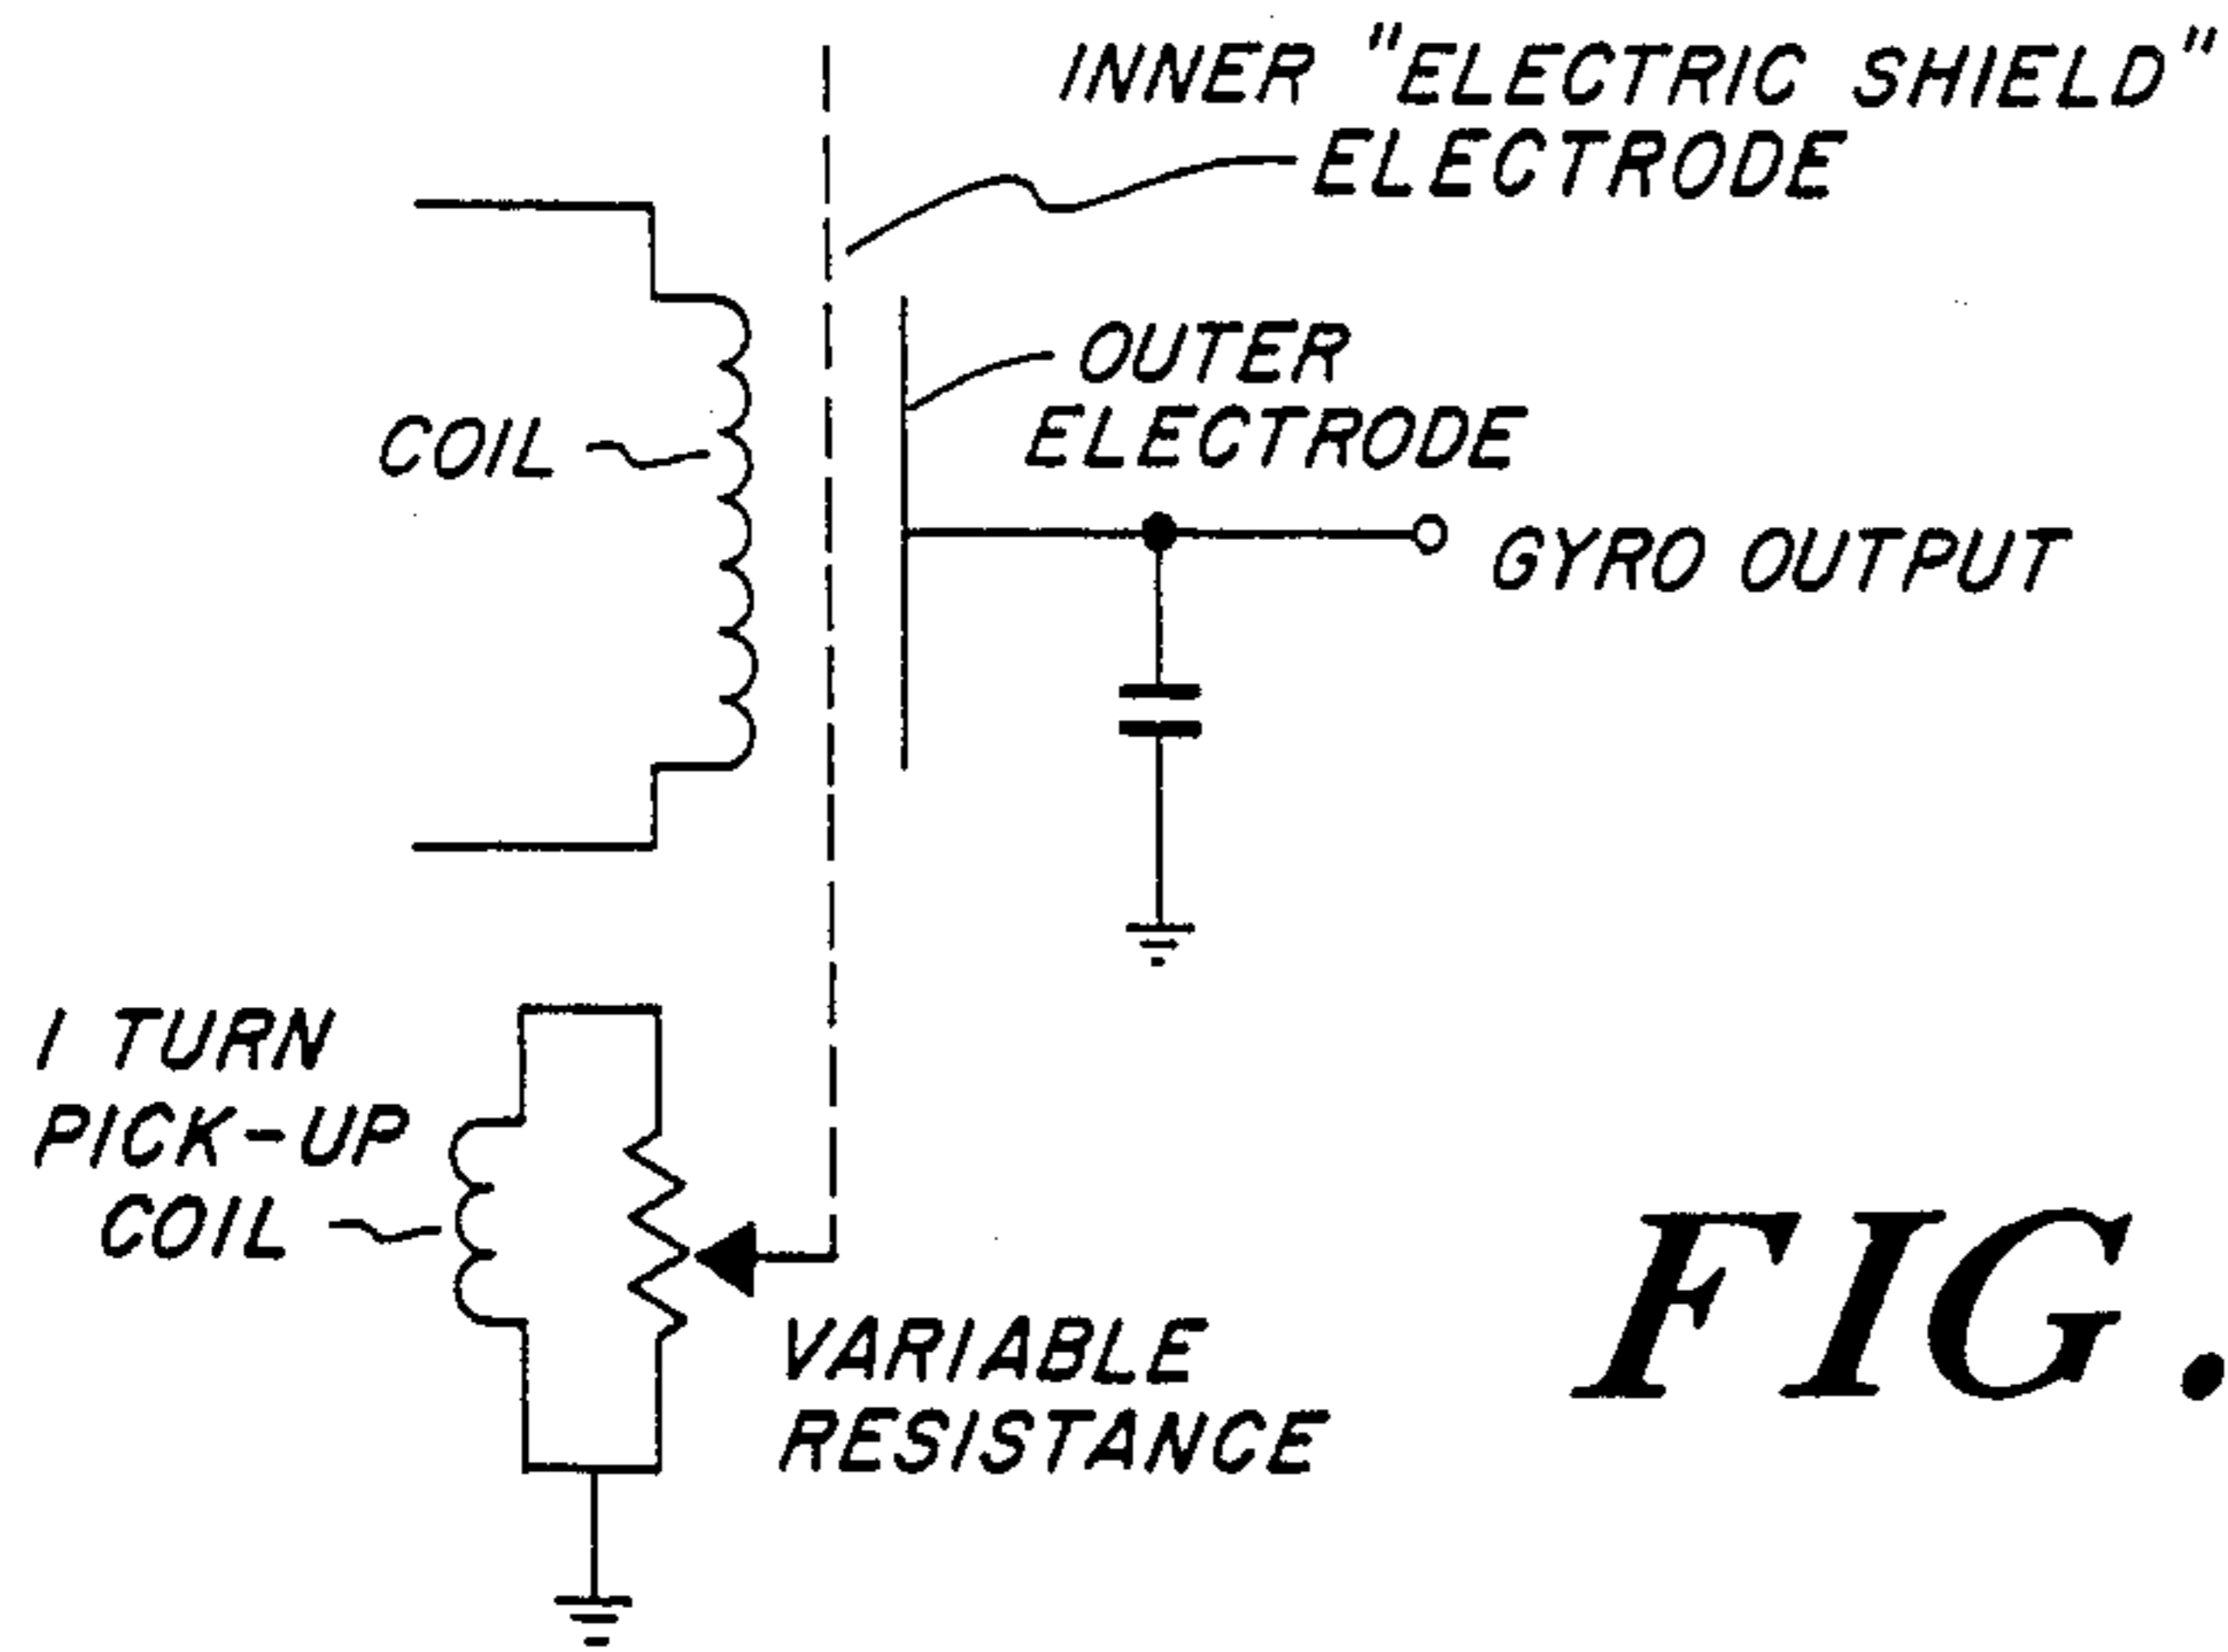 INNER "ELECTRIC SHIELD"
ELECTRODE
OUTER
ELECTRODE
COIL
GYRO OUTPUT
1 TURN
PICK-UP
COIL
VARIABLE
RESISTANCE
FIG.